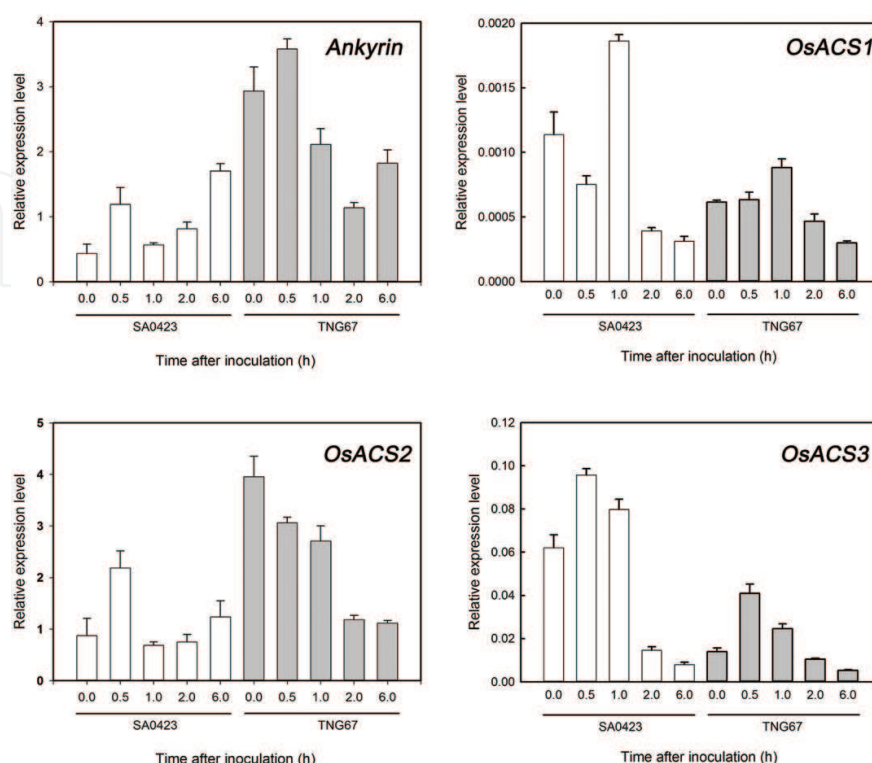 Ankyrin
Relative expression level
4
3
2
1
0
0.0 0.5 1.0 2.0 6.0 0.0 0.5 1.0 2.0 6.0
SA0423 TNG67
Time after inoculation (h)
OsACS1
Relative expression level
0.0020
0.0015
0.0010
0.0005
0.0000
0.0 0.5 1.0 2.0 6.0 0.0 0.5 1.0 2.0 6.0
SA0423 TNG67
Time after inoculation (h)
OsACS2
Relative expression level
5
4
3
2
1
0
0.0 0.5 1.0 2.0 6.0 0.0 0.5 1.0 2.0 6.0
SA0423 TNG67
Time after inoculation (h)
OsACS3
Relative expression level
0.12
0.10
0.08
0.06
0.04
0.02
0.00
0.0 0.5 1.0 2.0 6.0 0.0 0.5 1.0 2.0 6.0
SA0423 TNG67
Time after inoculation (h)